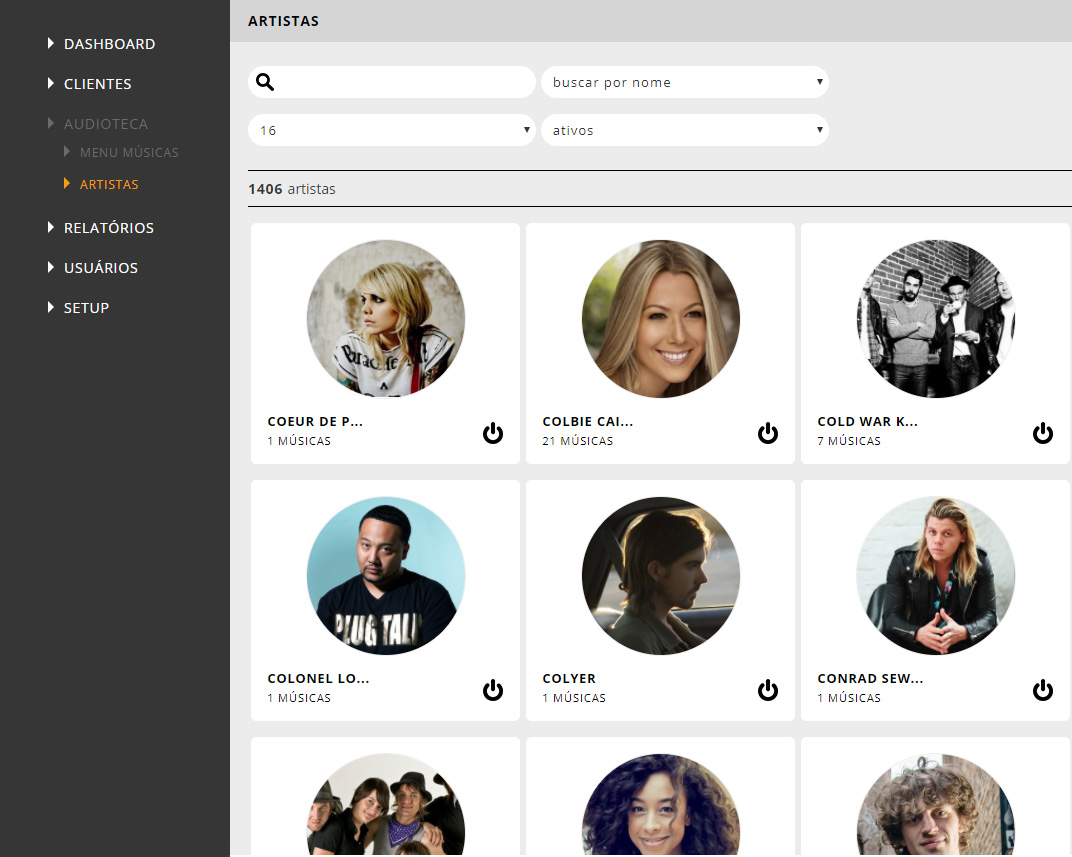 DASHBOARD
CLIENTES
AUDIOTECA
MENU MÚSICAS
ARTISTAS
RELATÓRIOS
USUÁRIOS
SETUP
ARTISTAS
buscar por nome
16
ativos
1406 artistas
COEUR DE P...
1 MÚSICAS
COLBIE CAI...
21 MÚSICAS
COLD WAR K...
7 MÚSICAS
PLUG TAL
COLONEL LO...
1 MÚSICAS
COLYER
1 MÚSICAS
CONRAD SEW...
1 MÚSICAS